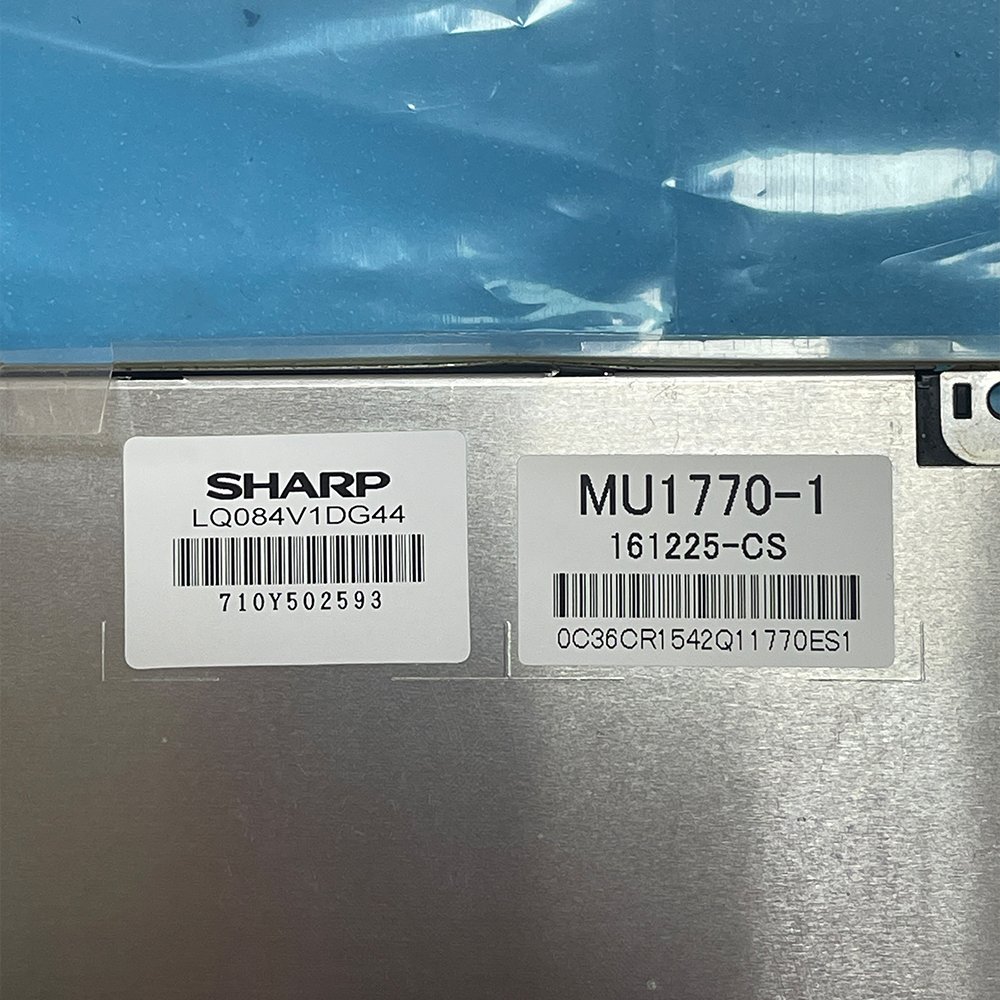 SHARP
LQ084V1DG44
710Y502593
MU1770-1
161225-CS
0C36CR1542Q11770ES1